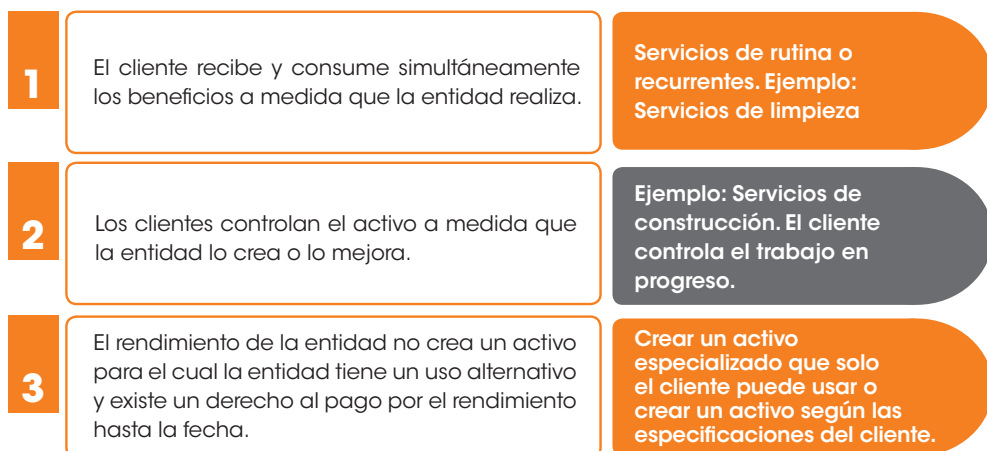 1
El cliente recibe y consume simultáneamente
los beneficios a medida que la entidad realiza.
Servicios de rutina o
recurrentes. Ejemplo:
Servicios de limpieza
2
Los clientes controlan el activo a medida que
la entidad lo crea o lo mejora.
Ejemplo: Servicios de
construcción. El cliente
controla el trabajo en
progreso.
3
El rendimiento de la entidad no crea un activo
para el cual la entidad tiene un uso alternativo
y existe un derecho al pago por el rendimiento
hasta la fecha.
Crear un activo
especializado que solo
el cliente puede usar o
crear un activo según las
especificaciones del cliente.